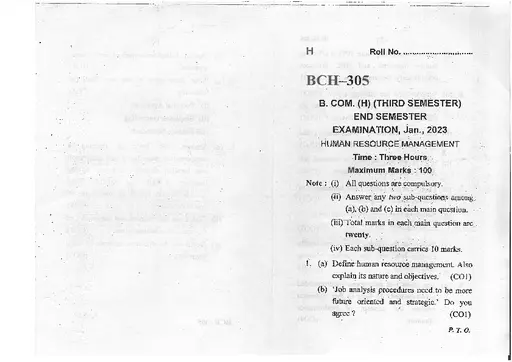 H Roll No. ..............................
BCH–305
B. COM. (H) (THIRD SEMESTER)
END SEMESTER
EXAMINATION, Jan., 2023
HUMAN RESOURCE MANAGEMENT
Time : Three Hours
Maximum Marks : 100
Note : (i) All questions are compulsory.
(ii) Answer any two sub-questions among
(a), (b) and (c) in each main question.
(iii) Total marks in each main question are
twenty.
(iv) Each sub-question carries 10 marks.
1. (a) Define human resource management. Also
explain its nature and objectives. (CO1)
(b) 'Job analysis procedures need to be more
future oriented and strategic.' Do you
agree ? (CO1)
P. T. O.